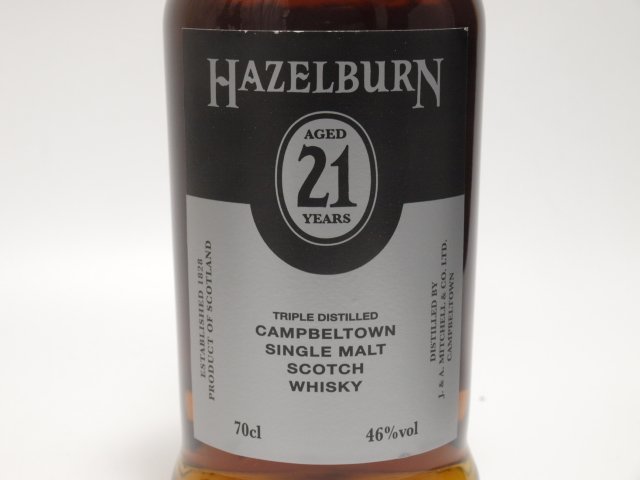 HAZELBURN
AGED
21
YEARS
TRIPLE DISTILLED
CAMPBELTOWN
SINGLE MALT
SCOTCH
WHISKY
70cl
46%vol
ESTABLISHED 1828
PRODUCT OF SCOTLAND
DISTILLED BY
J. & A. MITCHELL & CO. LTD.
CAMPBELTOWN